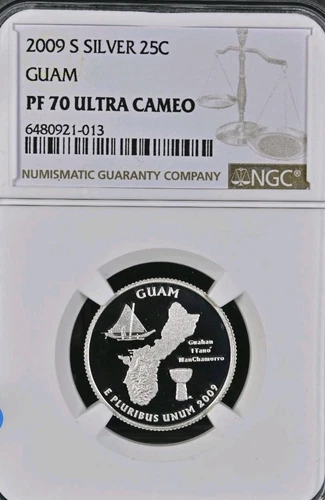 2009 S SILVER 25C
GUAM
PF 70 ULTRA CAMEO
6480921-013
NUMISMATIC GUARANTY COMPANY
NGC®
GUAM
Guahan
ITano'
ManChamorro
E PLURIBUS UNUM 2009